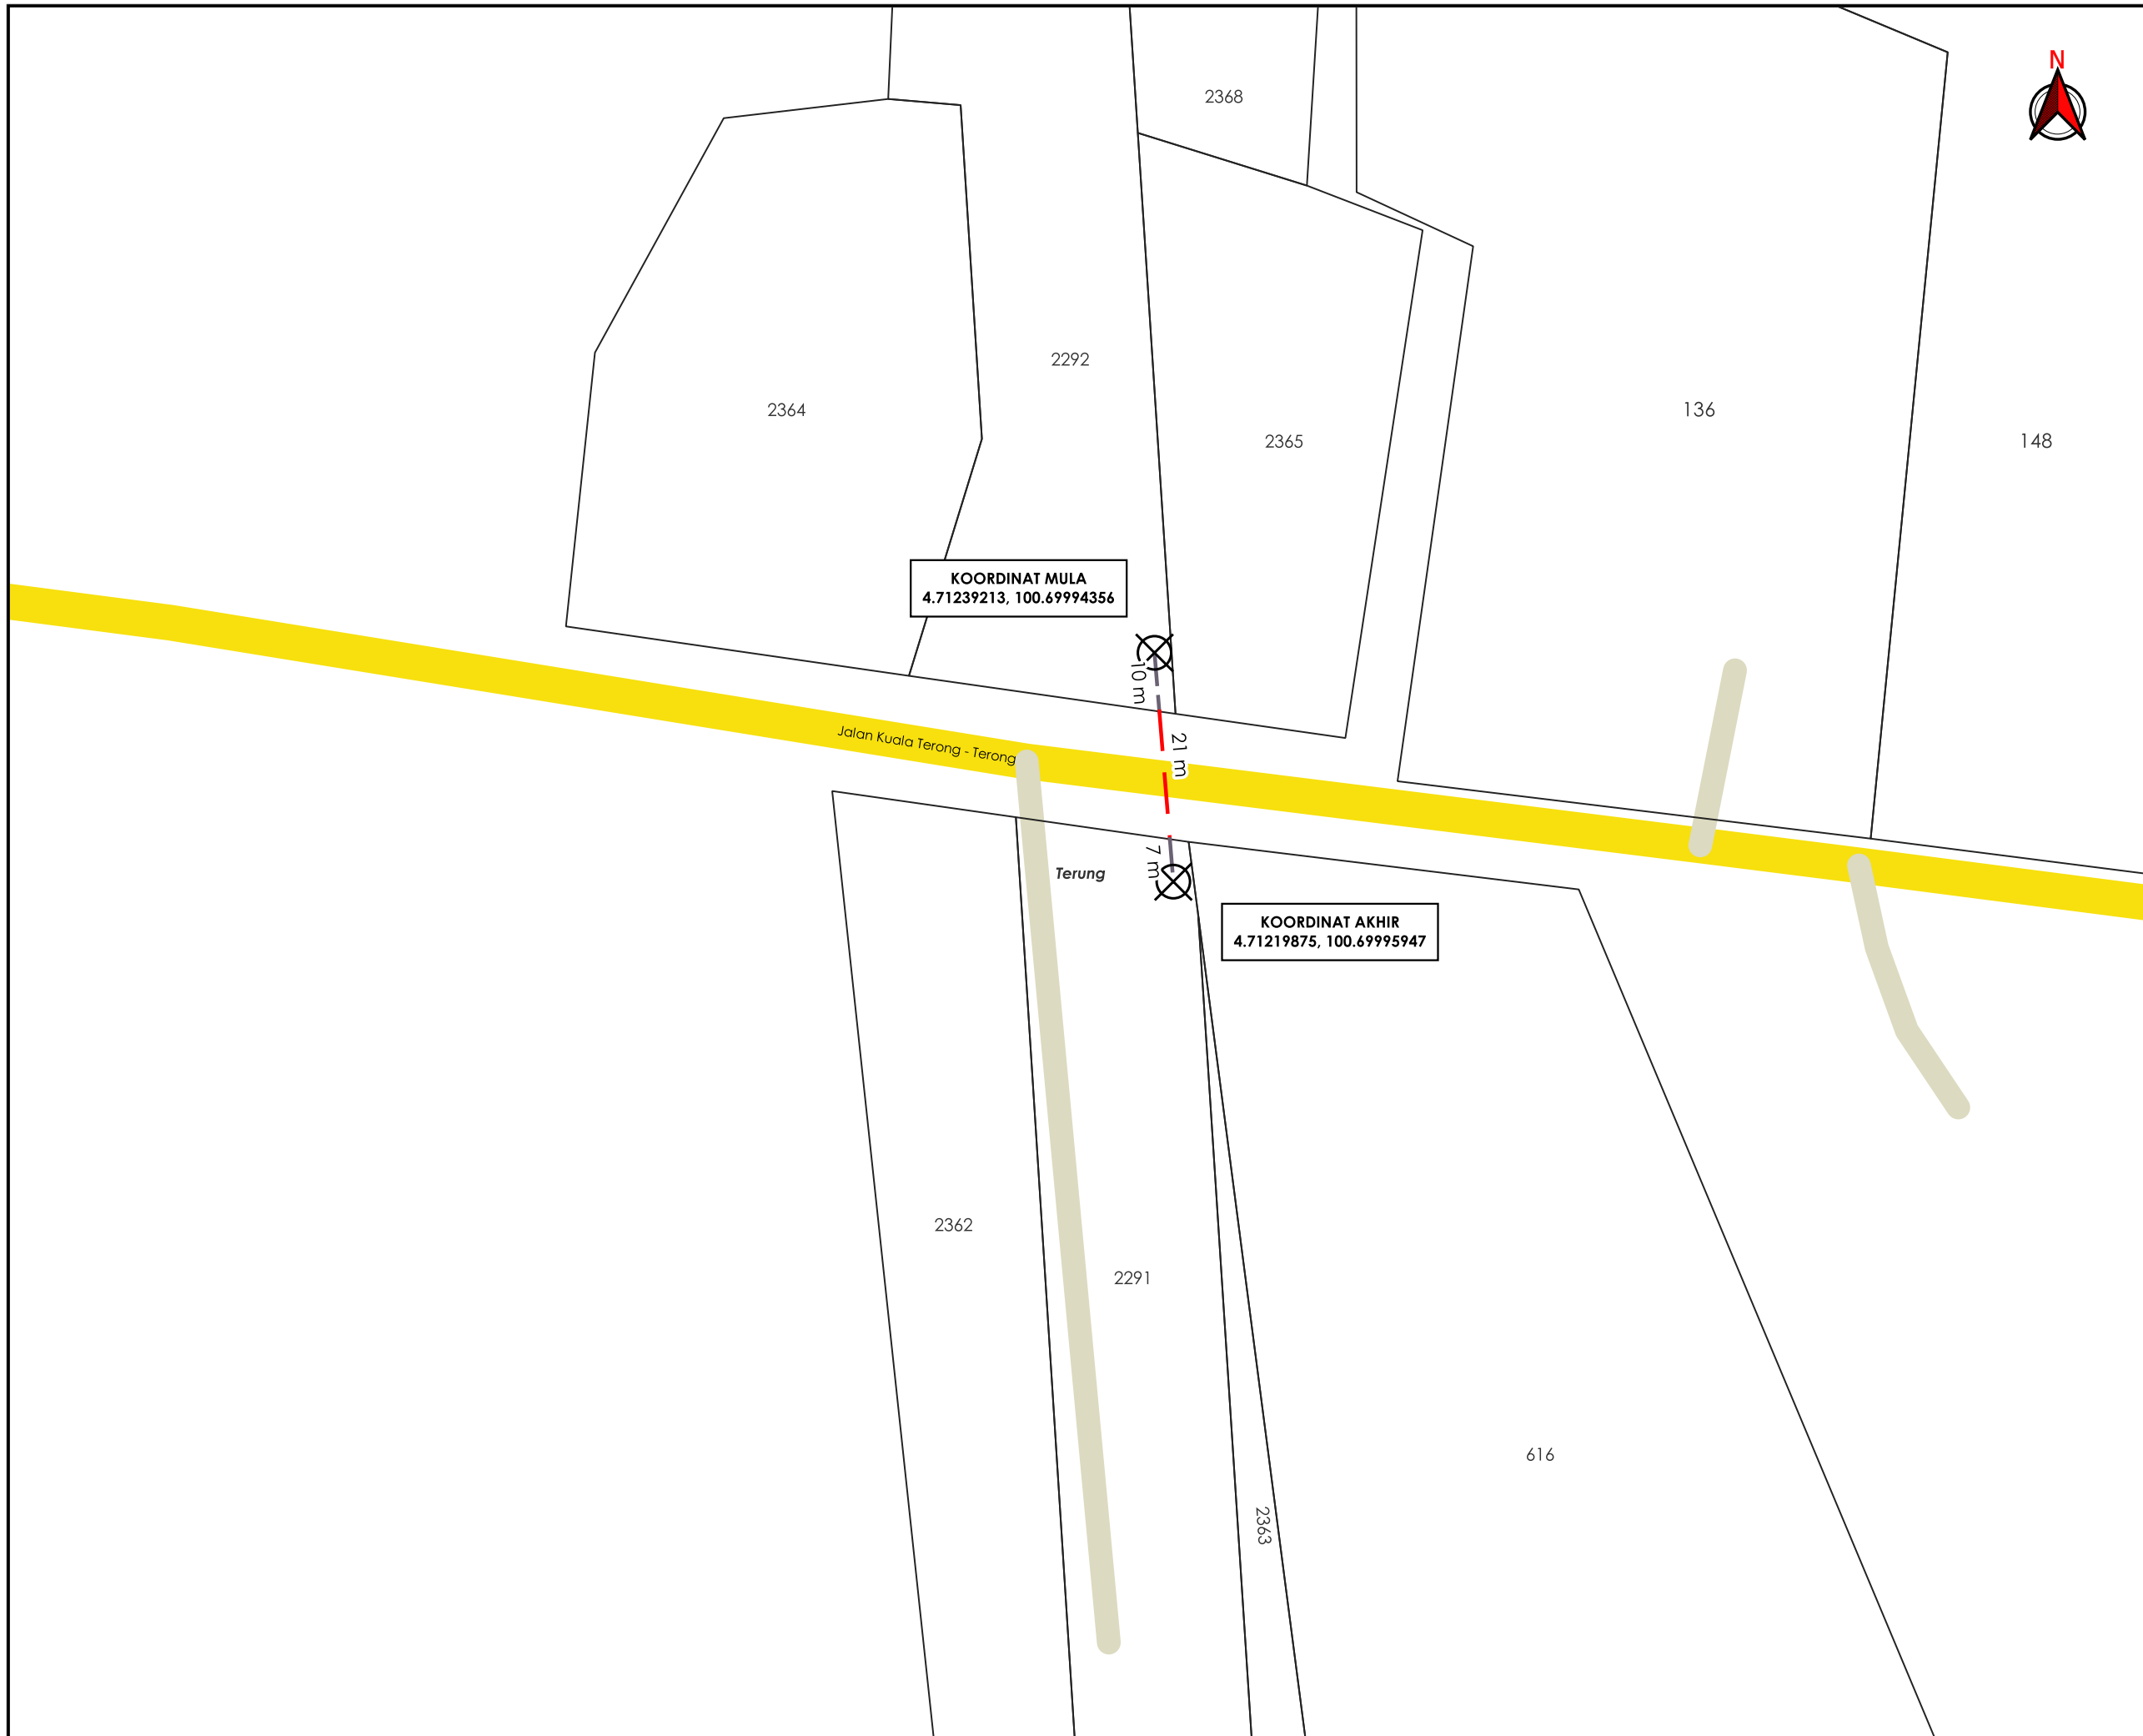 N
2368
2292
2364
136
2365
148
KOORDINAT MULA
4.71239213, 100.69994356
10 m
21 m
Jalan Kuala Terong - Terong
7 m
Terung
KOORDINAT AKHIR
4.71219875, 100.69995947
2362
2291
616
2363